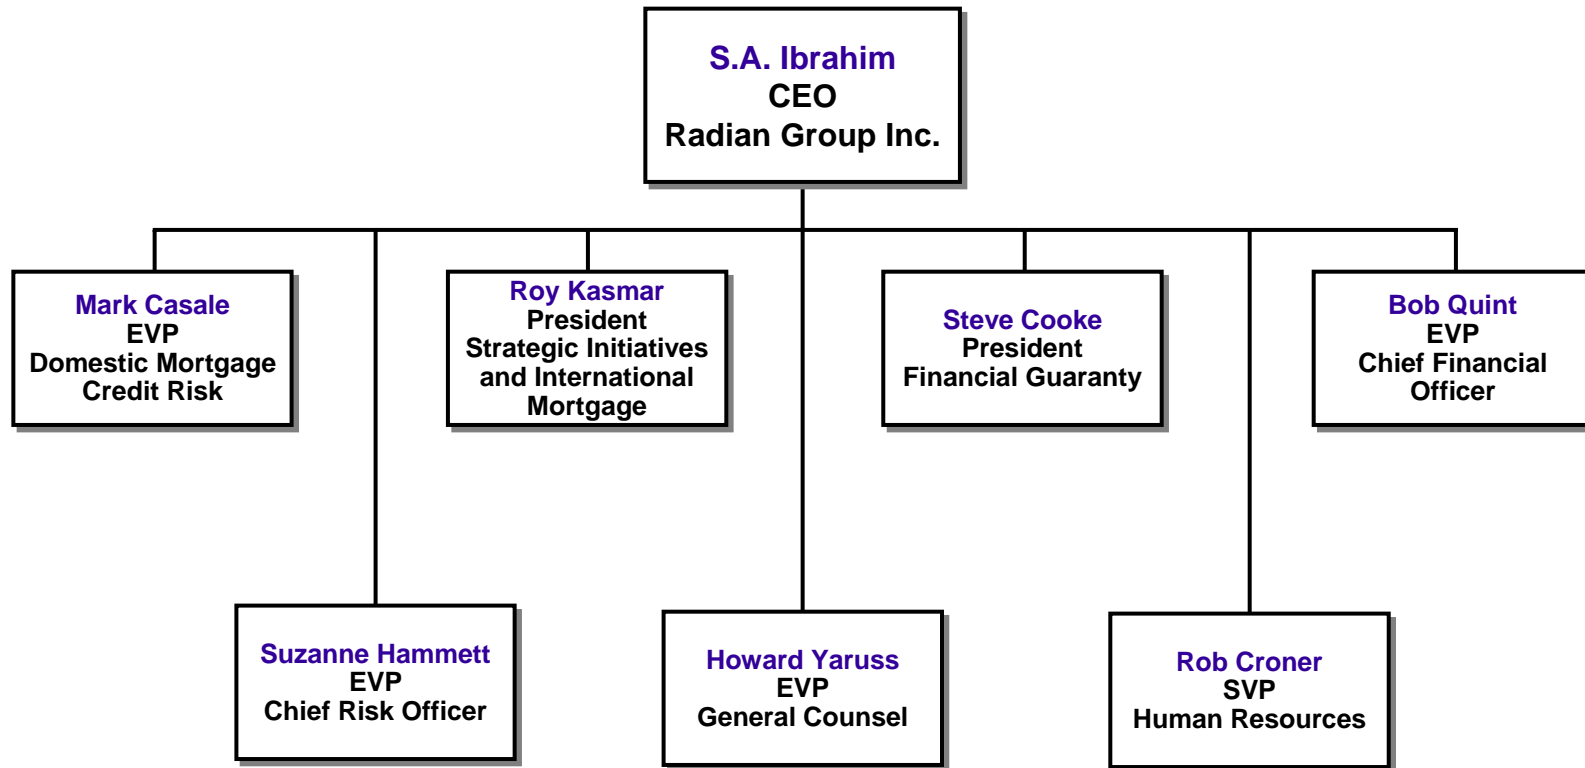 S.A. Ibrahim
CEO
Radian Group Inc.
Mark Casale
EVP
Domestic Mortgage
Credit Risk
Roy Kasmar
President
Strategic Initiatives
and International
Mortgage
Steve Cooke
President
Financial Guaranty
Bob Quint
EVP
Chief Financial
Officer
Suzanne Hammett
EVP
Chief Risk Officer
Howard Yaruss
EVP
General Counsel
Rob Croner
SVP
Human Resources